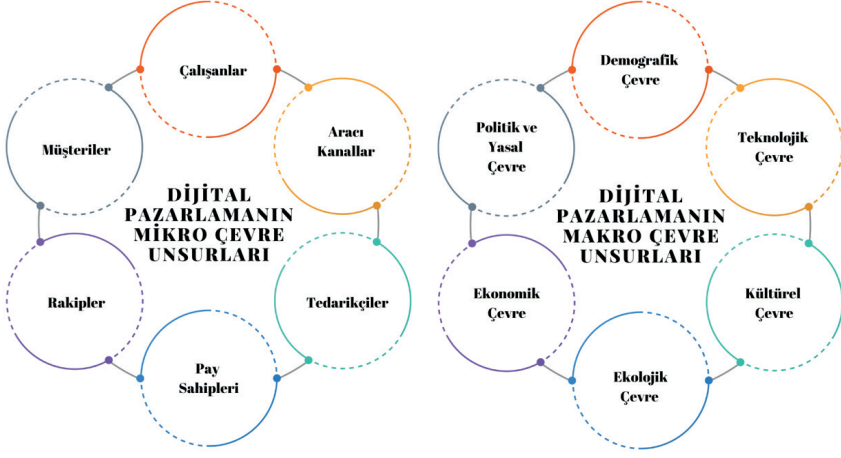 Çalışanlar
Aracı
Kanallar
Tedarikçiler
Pay
Sahipleri
Rakipler
Müşteriler
DİJİTAL
PAZARLAMANIN
MİKRO ÇEVRE
UNSURLARI
Demografik
Çevre
Teknolojik
Çevre
Kültürel
Çevre
Ekolojik
Çevre
Ekonomik
Çevre
Politik ve
Yasal
Çevre
DİJİTAL
PAZARLAMANIN
MAKRO ÇEVRE
UNSURLARI